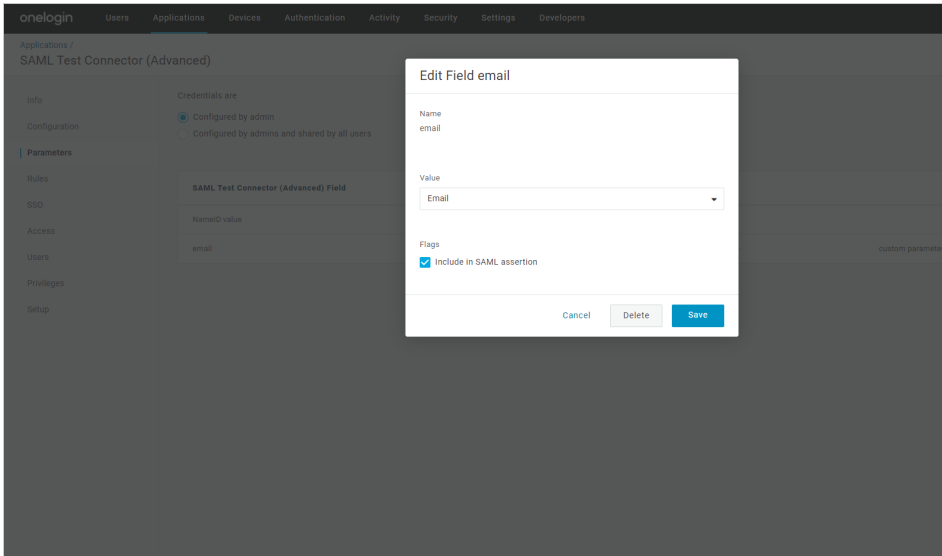 onelogin Users Applications Devices Authentication Activity Security Settings Developers
Applications /
SAML Test Connector (Advanced)
Info
Configuration
Parameters
Rules
SSO
Access
Users
Privileges
Setup
Credentials are
Configured by admin
Configured by admins and shared by all users
SAML Test Connector (Advanced) Field
NameID value
email
custom paramete
Edit Field email
Name
email
Value
Email
Flags
Include in SAML assertion
Cancel Delete Save